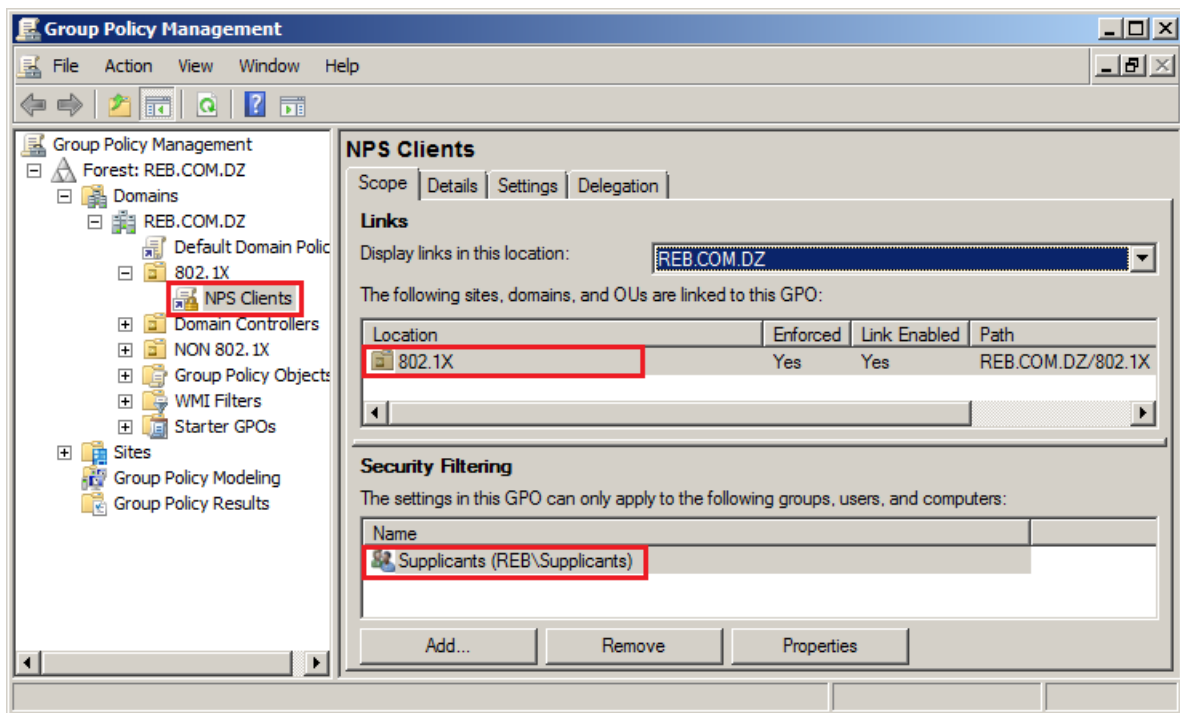 Group Policy Management
File Action View Window Help
Group Policy Management
Forest: REB.COM.DZ
Domains
REB.COM.DZ
Default Domain Polic
802.1X
NPS Clients
Domain Controllers
NON 802.1X
Group Policy Objects
WMI Filters
Starter GPOs
Sites
Group Policy Modeling
Group Policy Results
NPS Clients
Scope Details Settings Delegation
Links
Display links in this location: REB.COM.DZ
The following sites, domains, and OUs are linked to this GPO:
Location Enforced Link Enabled Path
802.1X Yes Yes REB.COM.DZ/802.1X
Security Filtering
The settings in this GPO can only apply to the following groups, users, and computers:
Name
Supplicants (REB\Supplicants)
Add... Remove Properties